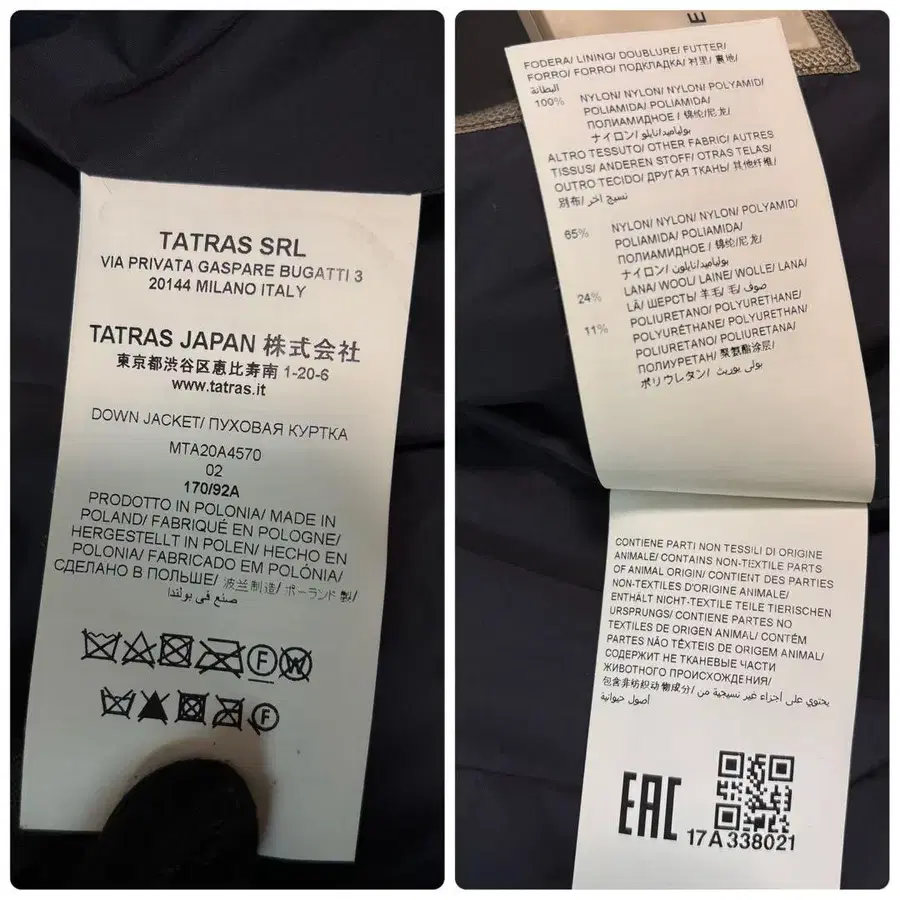 TATRAS SRL
VIA PRIVATA GASPARE BUGATTI 3
20144 MILANO ITALY
TATRAS JAPAN 株式会社
東京都渋谷区恵比寿南 1-20-6
www.tatras.it
DOWN JACKET/ ПУХОВАЯ КУРТКА
MTA20A4570
02
170/92A
PRODOTTO IN POLONIA/ MADE IN
POLAND/ FABRIQUÉ EN POLOGNE/
HERGESTELLT IN POLEN/ HECHO EN
POLONIA/ FABRICADO EM POLÓNIA/
СДЕЛАНО В ПОЛЬШЕ/ 波兰制造/ ポーランド製/
صنع في بولندا
F W
F
E
FODERA/ LINING/ DOUBLURE/ FUTTER/
FORRO/ FORRO/ ПОДКЛАДКА/ 衬里/ 裏地/
البطانة
100% NYLON/ NYLON/ NYLON/ POLYAMID/
POLIAMIDA/ POLIAMIDA/
ПОЛИАМИДНОЕ / 锦纶/尼龙/
ナイロン/ بولياميد/نايلو
ALTRO TESSUTO/ OTHER FABRIC/ AUTRES
TISSUS/ ANDEREN STOFF/ OTRAS TELAS/
OUTRO TECIDO/ ДРУГАЯ ТКАНЬ/ 其他纤维/
別布/ نسيج آخر
65% NYLON/ NYLON/ NYLON/ POLYAMID/
POLIAMIDA/ POLIAMIDA/
ПОЛИАМИДНОЕ / 锦纶/尼龙/
ナイロン/ بولياميد/نايلون
24% LANA/ WOOL/ LAINE/ WOLLE/ LANA/
LÃ/ ШЕРСТЬ/ 羊毛/ 毛/ صوف
11% POLIURETANO/ POLYURETHANE/
POLYURÉTHANE/ POLYURETHAN/
POLIURETANO/ POLIURETANA/
ПОЛИУРЕТАН/ 聚氨酯涂层/
ポリウレタン/ بولي يوريث
CONTIENE PARTI NON TESSILI DI ORIGINE
ANIMALE/ CONTAINS NON-TEXTILE PARTS
OF ANIMAL ORIGIN/ CONTIENT DES PARTIES
NON-TEXTILES D'ORIGINE ANIMALE/
ENTHÄLT NICHT-TEXTILE TEILE TIERISCHEN
URSPRUNGS/ CONTIENE PARTES NO
TEXTILES DE ORIGEN ANIMAL/ CONTÉM
PARTES NÃO TÊXTEIS DE ORIGEM ANIMAL/
СОДЕРЖИТ НЕ ТКАНЕВЫЕ ЧАСТИ
ЖИВОТНОГО ПРОИСХОЖДЕНИЯ/
包含非纺织动物成分/ يحتوي على أجزاء غير نسيجية من
أصول حيوانية
EAC
17A338021